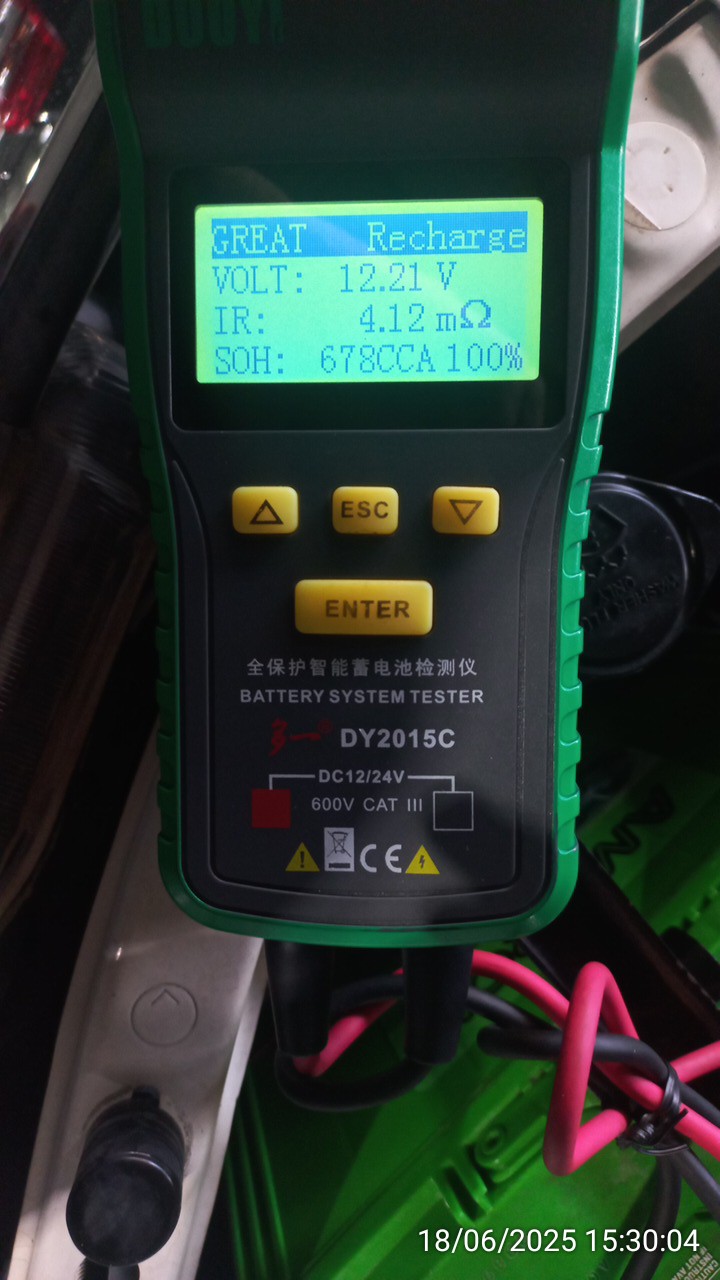 GREAT Recharge
VOLT: 12.21 V
IR: 4.12 mΩ
SOH: 678CCA 100%
ESC
ENTER
全保护智能蓄电池检测仪
BATTERY SYSTEM TESTER
多一® DY2015C
DC12/24V
600V CAT III
CE
18/06/2025 15:30:04